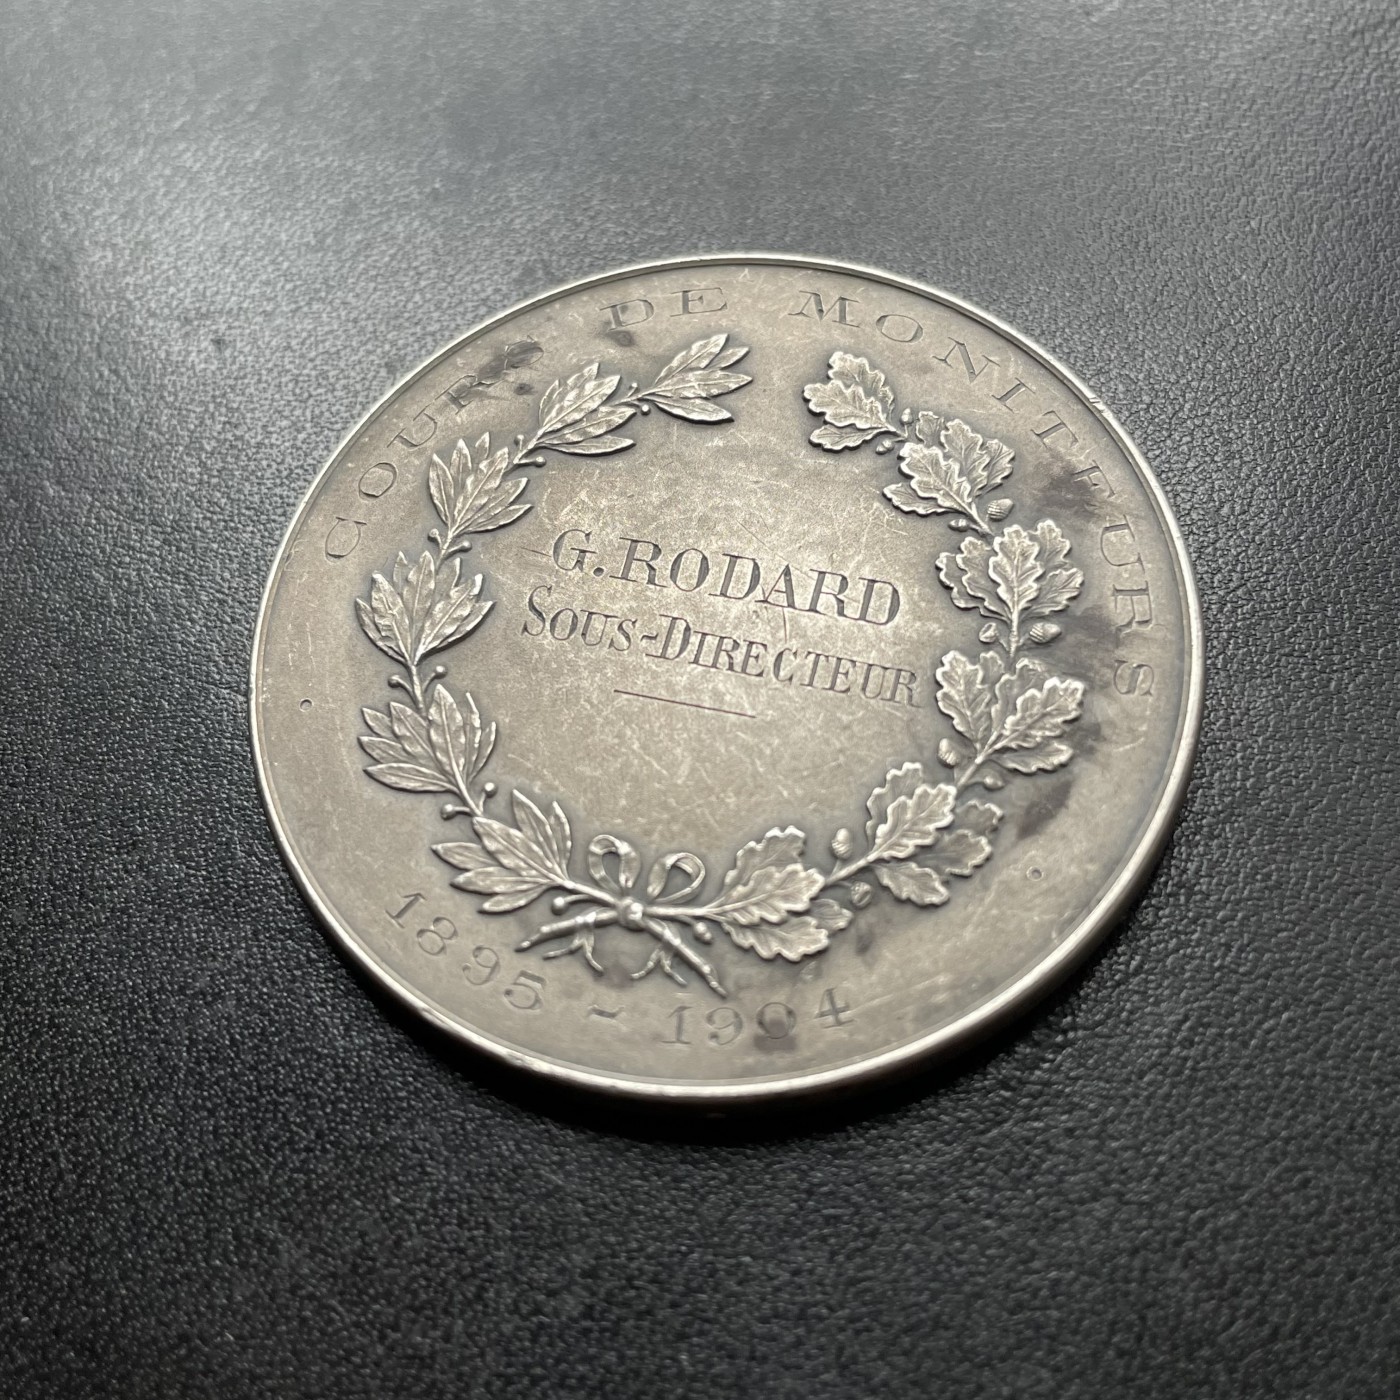 COURS DE MONITEURS
G. RODARD
SOUS-DIRECTEUR
1895 ~ 1904